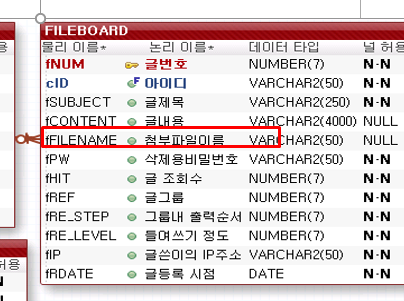 FILEBOARD
물리 이름* 논리 이름* 데이터 타입 널 허용
fNUM 글번호 NUMBER(7) N·N
cID 아이디 VARCHAR2(50) N·N
fSUBJECT 글제목 VARCHAR2(250) N·N
fCONTENT 글내용 VARCHAR2(4000) NULL
fFILENAME 첨부파일이름 VARCHAR2(50) NULL
fPW 삭제용비밀번호 VARCHAR2(50) N·N
fHIT 글 조회수 NUMBER(7) N·N
fREF 글그룹 NUMBER(7) N·N
fRE_STEP 그룹내 출력순서 NUMBER(7) N·N
fRE_LEVEL 들여쓰기 정도 NUMBER(7) N·N
fIP 글쓴이의 IP주소 VARCHAR2(50) N·N
fRDATE 글등록 시점 DATE N·N
허용